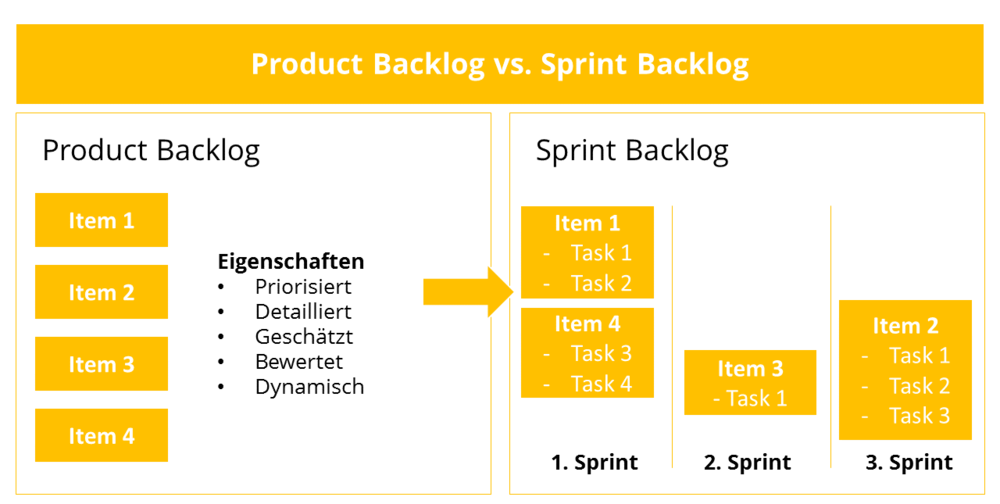 Product Backlog vs. Sprint Backlog
Product Backlog
Item 1
Item 2
Item 3
Item 4
Eigenschaften
• Priorisiert
• Detailliert
• Geschätzt
• Bewertet
• Dynamisch
Sprint Backlog
Item 1
- Task 1
- Task 2
Item 4
- Task 3
- Task 4
1. Sprint
Item 3
- Task 1
2. Sprint
Item 2
- Task 1
- Task 2
- Task 3
3. Sprint